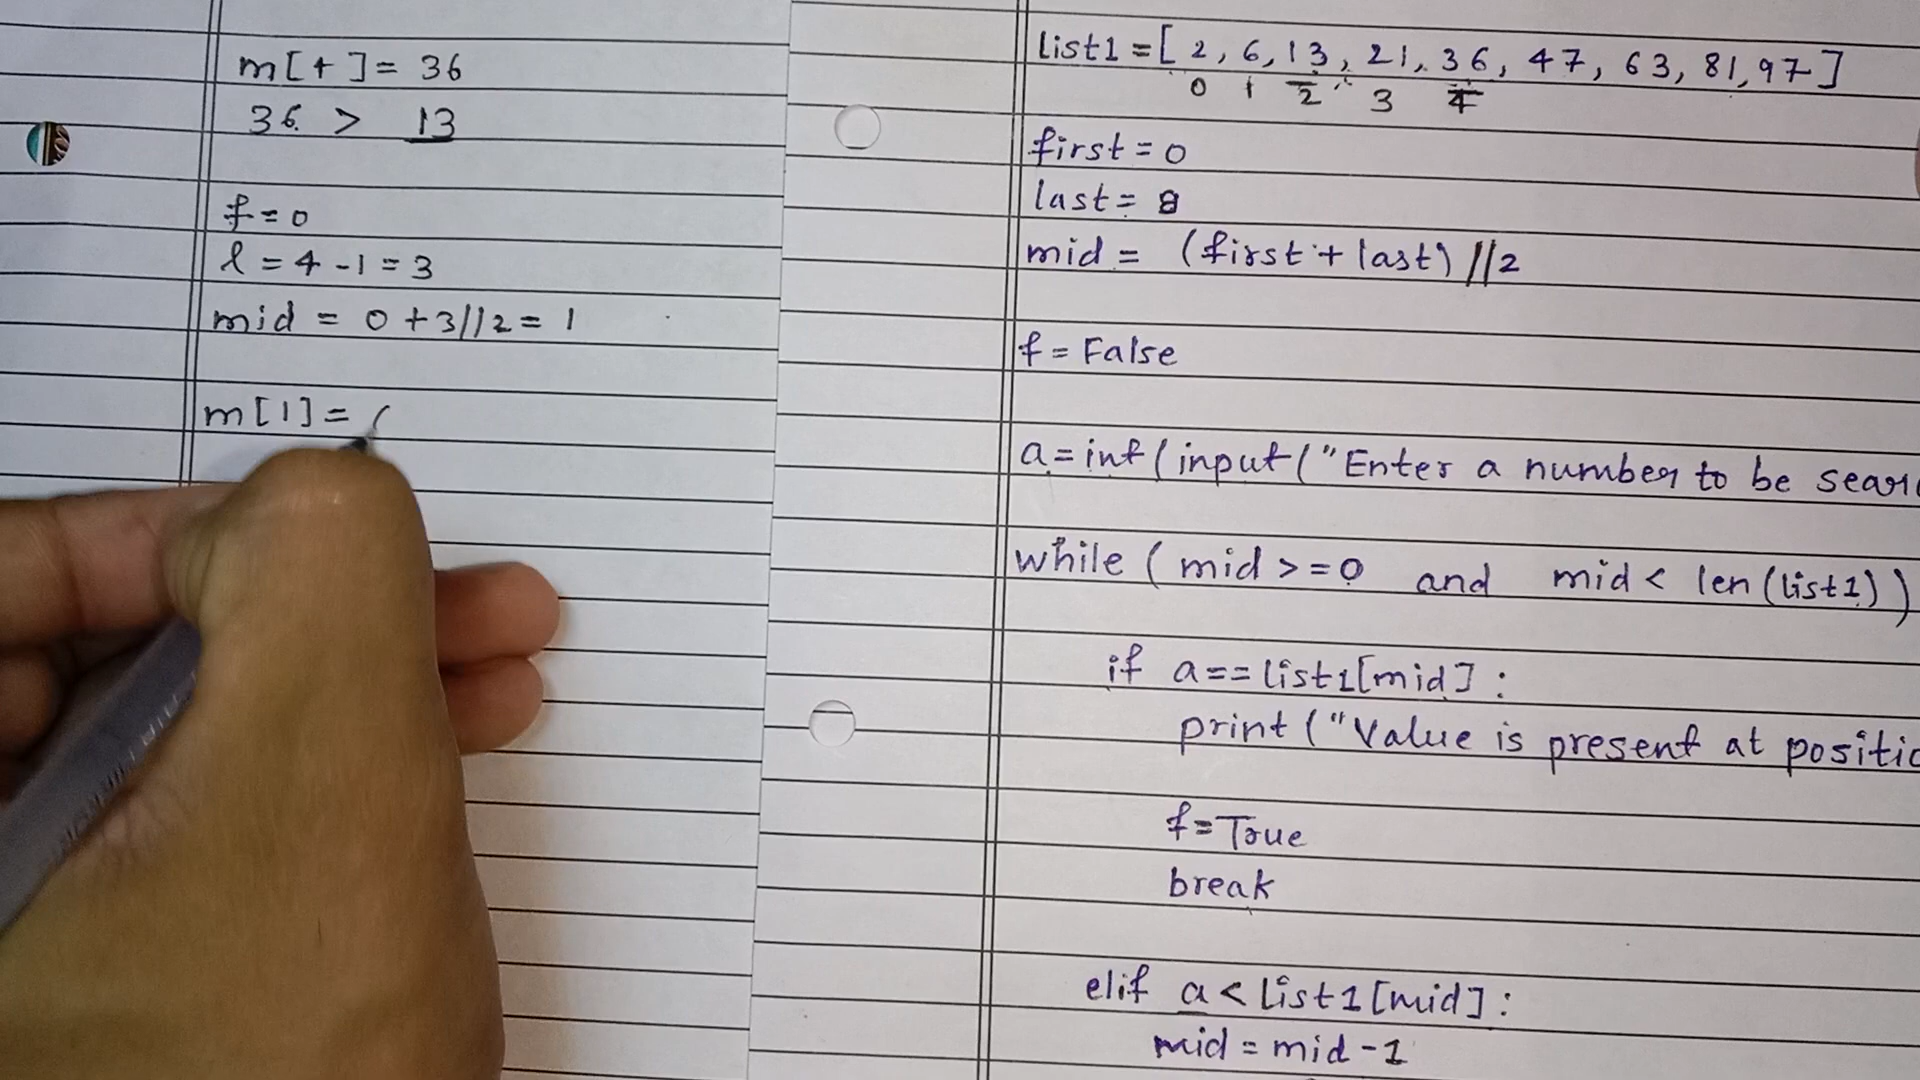 m[4]= 36
36 > 13
f=0
l = 4 -1 = 3
mid = 0 +3//2 = 1
m[1]=
list1=[2, 6, 13, 21, 36, 47, 63, 81, 97]
0 1 2 3 4
first=0
last= 8
mid = (first + last) //2
f = False
a=int(input("Enter a number to be sear
while ( mid >=0 and mid < len(list1))
if a==list1[mid] :
print("Value is present at positio
f=True
break
elif a < list1[mid] :
mid = mid -1